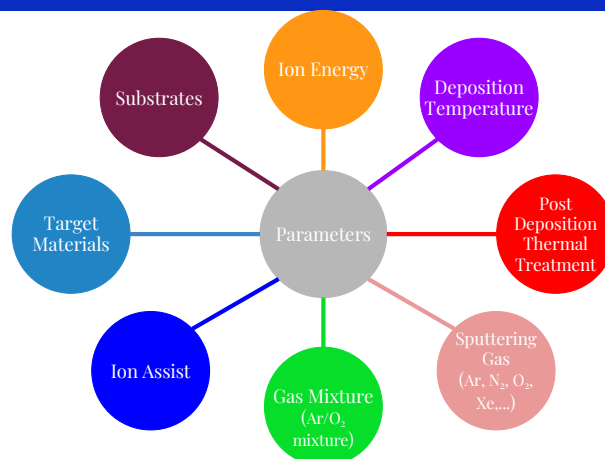 Ion Energy
Substrates
Deposition
Temperature
Target
Materials
Parameters
Post
Deposition
Thermal
Treatment
Ion Assist
Gas Mixture
(Ar/O₂
mixture)
Sputtering
Gas
(Ar, N₂, O₂,
Xe,...)